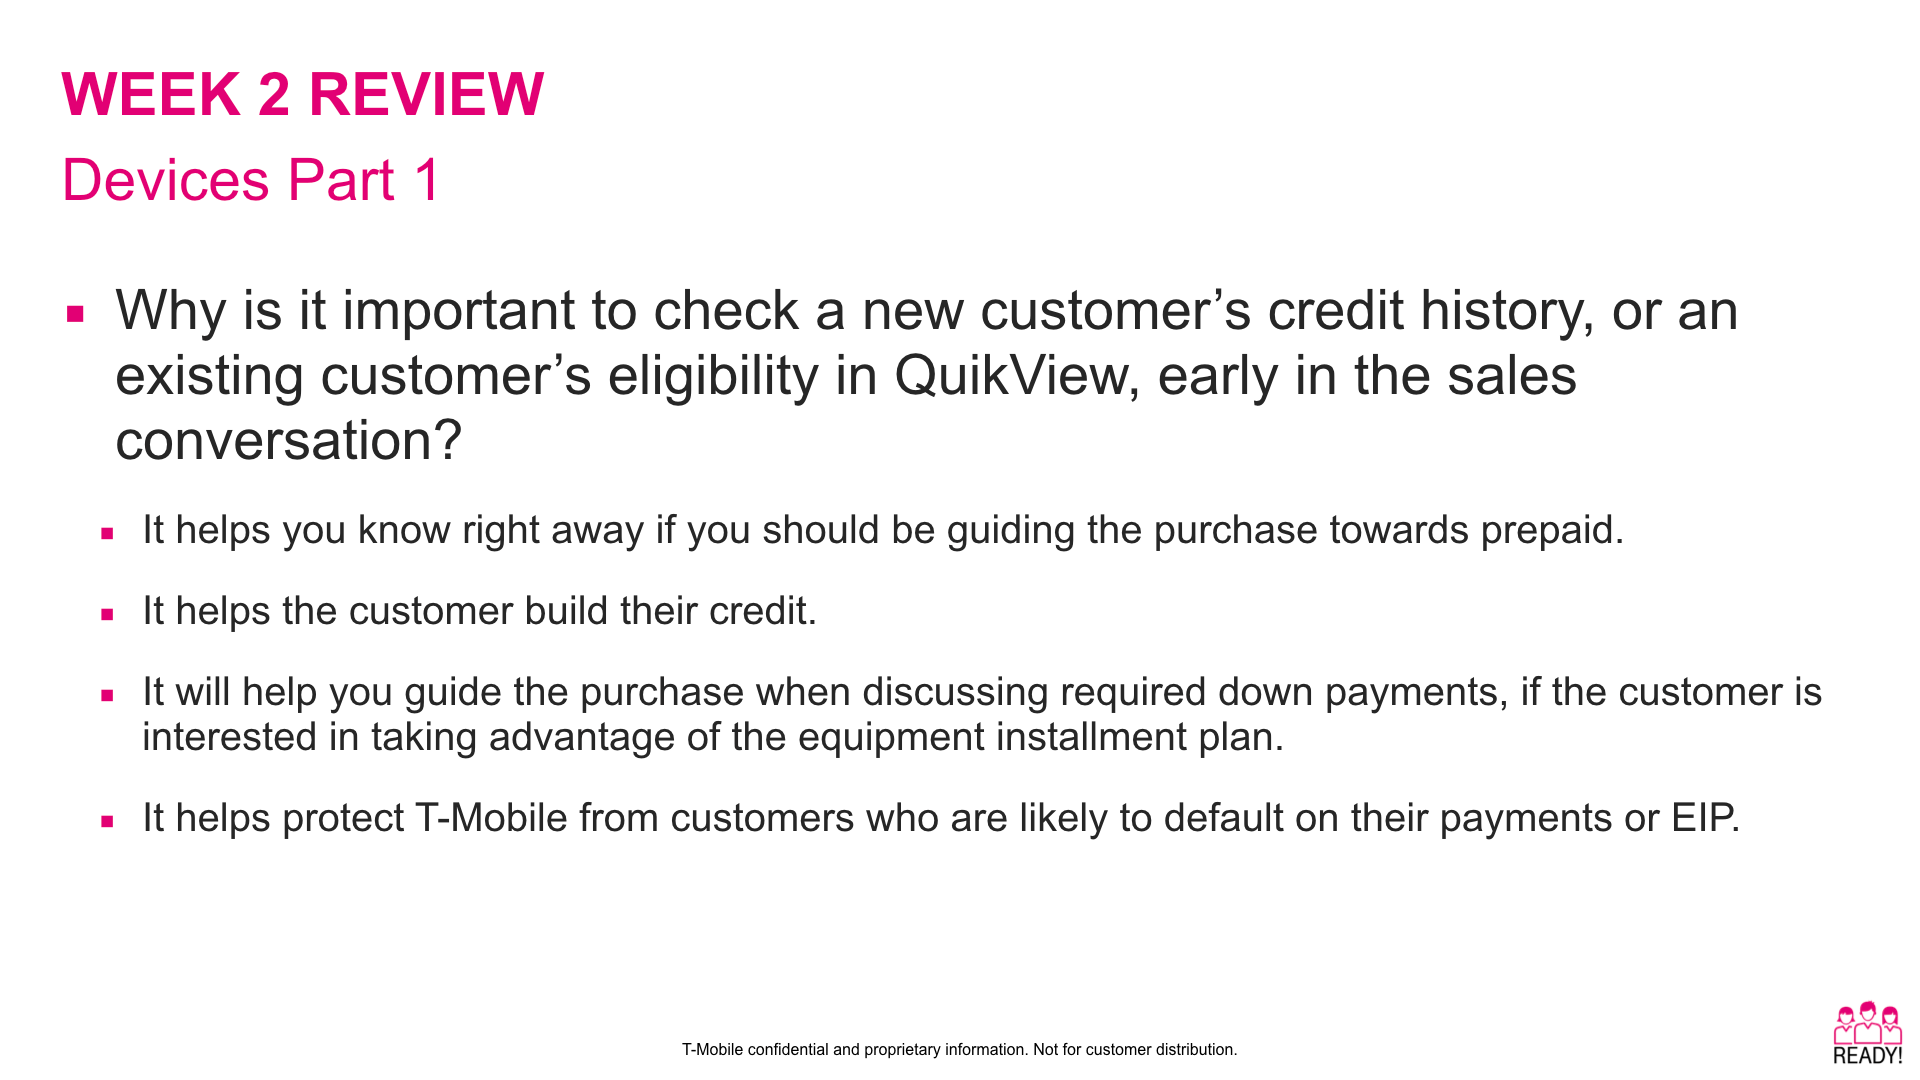 WEEK 2 REVIEW
Devices Part 1
Why is it important to check a new customer’s credit history, or an
existing customer’s eligibility in QuikView, early in the sales
conversation?
It helps you know right away if you should be guiding the purchase towards prepaid.
It helps the customer build their credit.
It will help you guide the purchase when discussing required down payments, if the customer is
interested in taking advantage of the equipment installment plan.
It helps protect T-Mobile from customers who are likely to default on their payments or EIP.
T-Mobile confidential and proprietary information. Not for customer distribution.
READY!